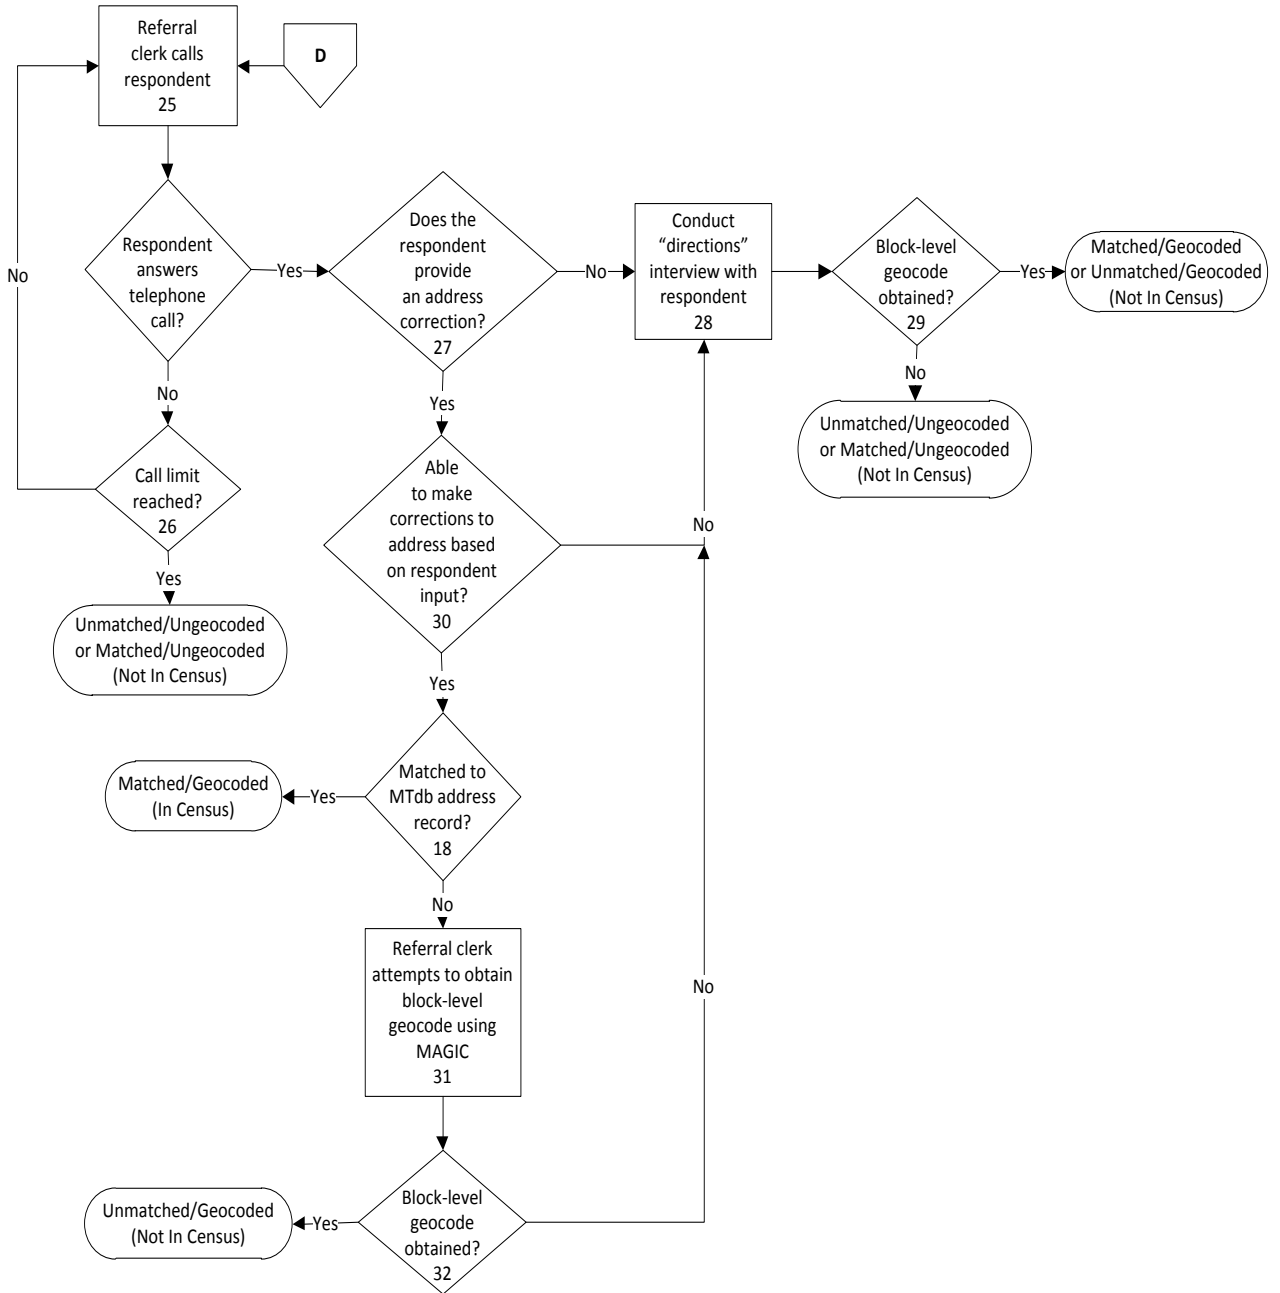 Referral
clerk calls
respondent
25
D
No
Respondent
answers
telephone
call?
Yes
Does the
respondent
provide
an address
correction?
27
No
Conduct
“directions”
interview with
respondent
28
Block-level
geocode
obtained?
29
Yes
Matched/Geocoded
or Unmatched/Geocoded
(Not In Census)
No
Unmatched/Ungeocoded
or Matched/Ungeocoded
(Not In Census)
No
Call limit
reached?
26
Yes
Unmatched/Ungeocoded
or Matched/Ungeocoded
(Not In Census)
Yes
Able
to make
corrections to
address based
on respondent
input?
30
No
Yes
Matched to
MTdb address
record?
18
Yes
Matched/Geocoded
(In Census)
No
Referral clerk
attempts to obtain
block-level
geocode using
MAGIC
31
No
Block-level
geocode
obtained?
32
Yes
Unmatched/Geocoded
(Not In Census)